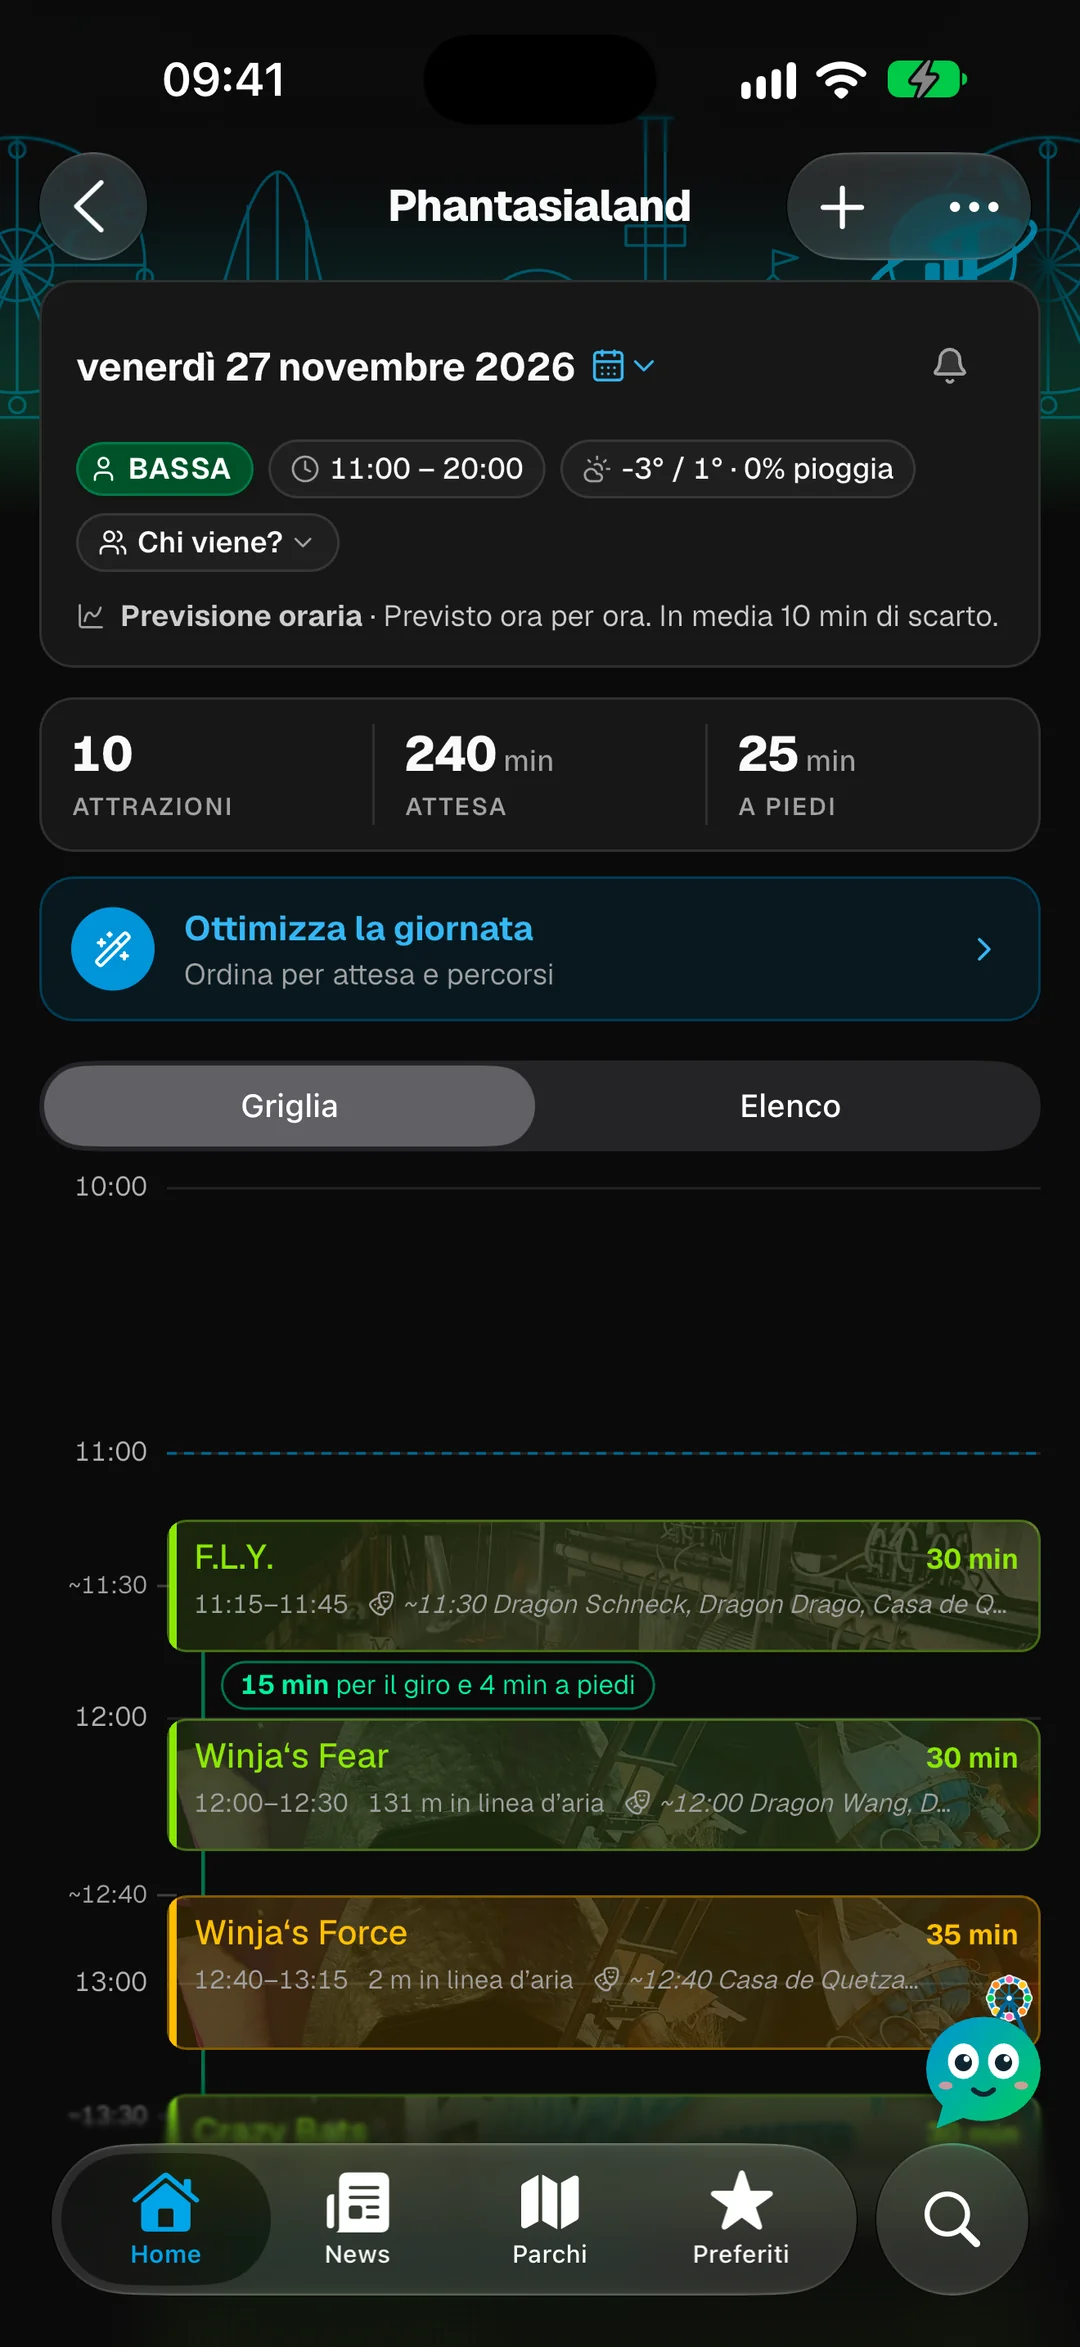 09:41
Phantasialand
venerdì 27 novembre 2026
BASSA
11:00 – 20:00
-3° / 1° · 0% pioggia
Chi viene?
Previsione oraria · Previsto ora per ora. In media 10 min di scarto.
10
ATTRAZIONI
240 min
ATTESA
25 min
A PIEDI
Ottimizza la giornata
Ordina per attesa e percorsi
Griglia
Elenco
10:00
11:00
F.L.Y.
30 min
~11:30
11:15–11:45 ~11:30 Dragon Schneck, Dragon Drago, Casa de Q…
15 min per il giro e 4 min a piedi
12:00
Winja‘s Fear
30 min
12:00–12:30 131 m in linea d’aria ~12:00 Dragon Wang, D…
~12:40
Winja‘s Force
35 min
13:00
12:40–13:15 2 m in linea d’aria ~12:40 Casa de Quetza…
~13:30
Crazy Bats
30 min
Home
News
Parchi
Preferiti